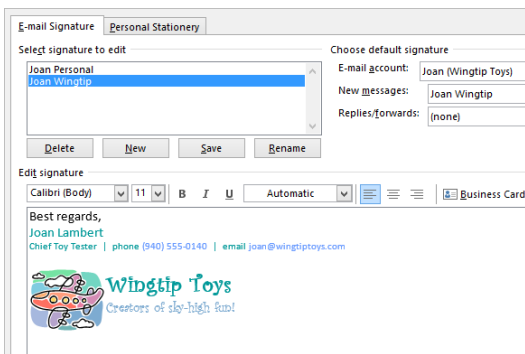 E-mail Signature Personal Stationery
Select signature to edit
Choose default signature
Joan Personal
Joan Wingtip
E-mail account: Joan (Wingtip Toys)
New messages: Joan Wingtip
Replies/forwards: (none)
Delete New Save Rename
Edit signature
Calibri (Body) 11 B I U Automatic Business Card
Best regards,
Joan Lambert
Chief Toy Tester | phone (940) 555-0140 | email joan@wingtiptoys.com
Wingtip Toys
Creators of sky-high fun!